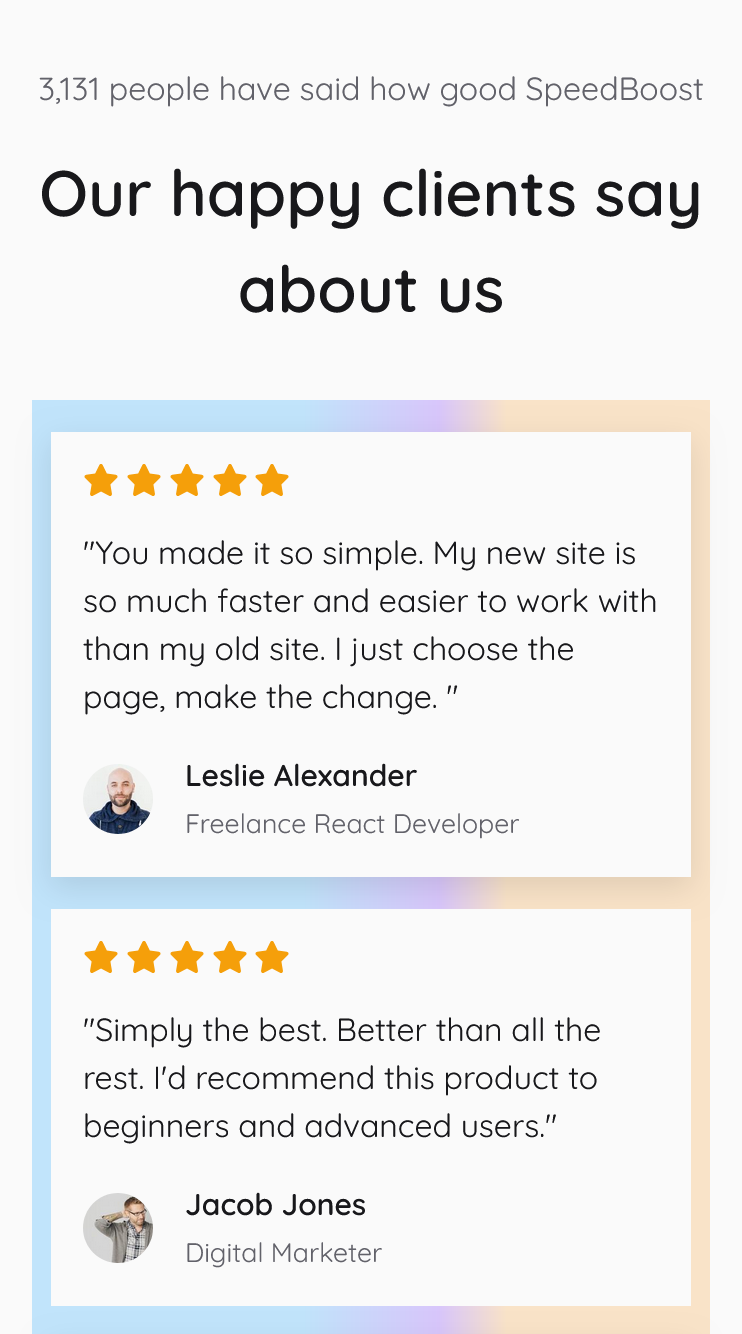 3,131 people have said how good SpeedBoost
Our happy clients say
about us
"You made it so simple. My new site is
so much faster and easier to work with
than my old site. I just choose the
page, make the change. "
Leslie Alexander
Freelance React Developer
"Simply the best. Better than all the
rest. I'd recommend this product to
beginners and advanced users."
Jacob Jones
Digital Marketer